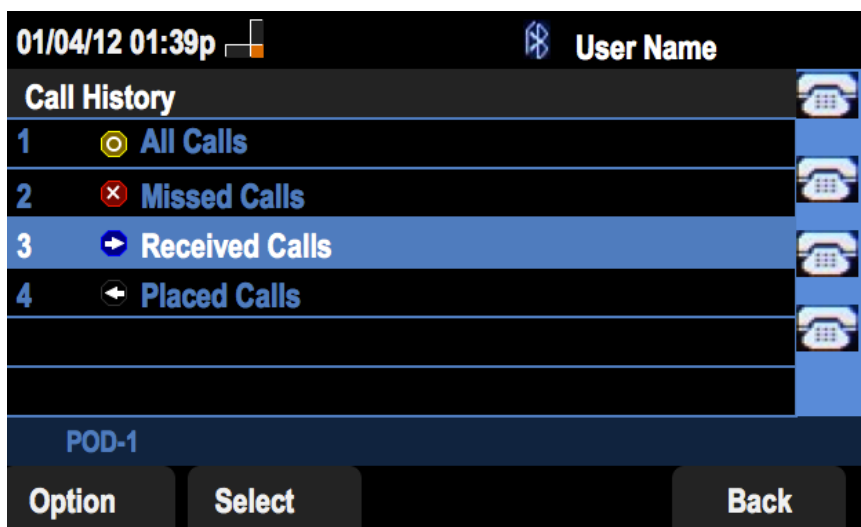 01/04/12 01:39p User Name
Call History
1 All Calls
2 Missed Calls
3 Received Calls
4 Placed Calls
POD-1
Option Select Back